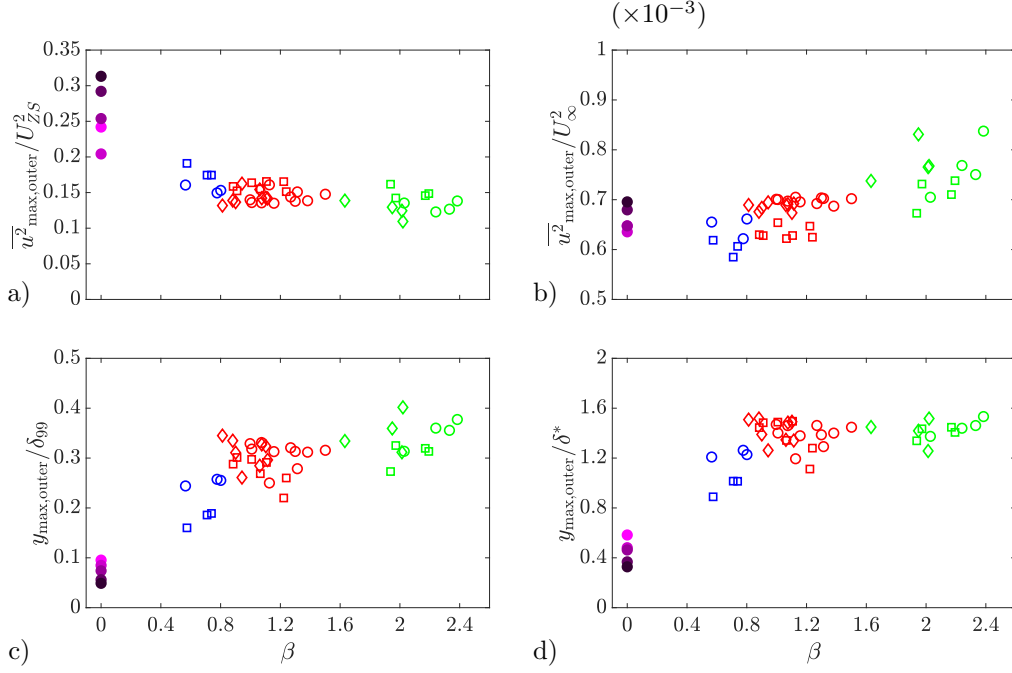 (×10⁻³)
0.35
0.3
0.25
0.2
0.15
0.1
0.05
0
u²max,outer/U²ZS
a)
1
0.9
0.8
0.7
0.6
0.5
u²max,outer/U²∞
b)
0.5
0.4
0.3
0.2
0.1
0
ymax,outer/δ99
0 0.4 0.8 1.2 1.6 2 2.4
β
c)
2
1.6
1.2
0.8
0.4
0
ymax,outer/δ*
0 0.4 0.8 1.2 1.6 2 2.4
β
d)